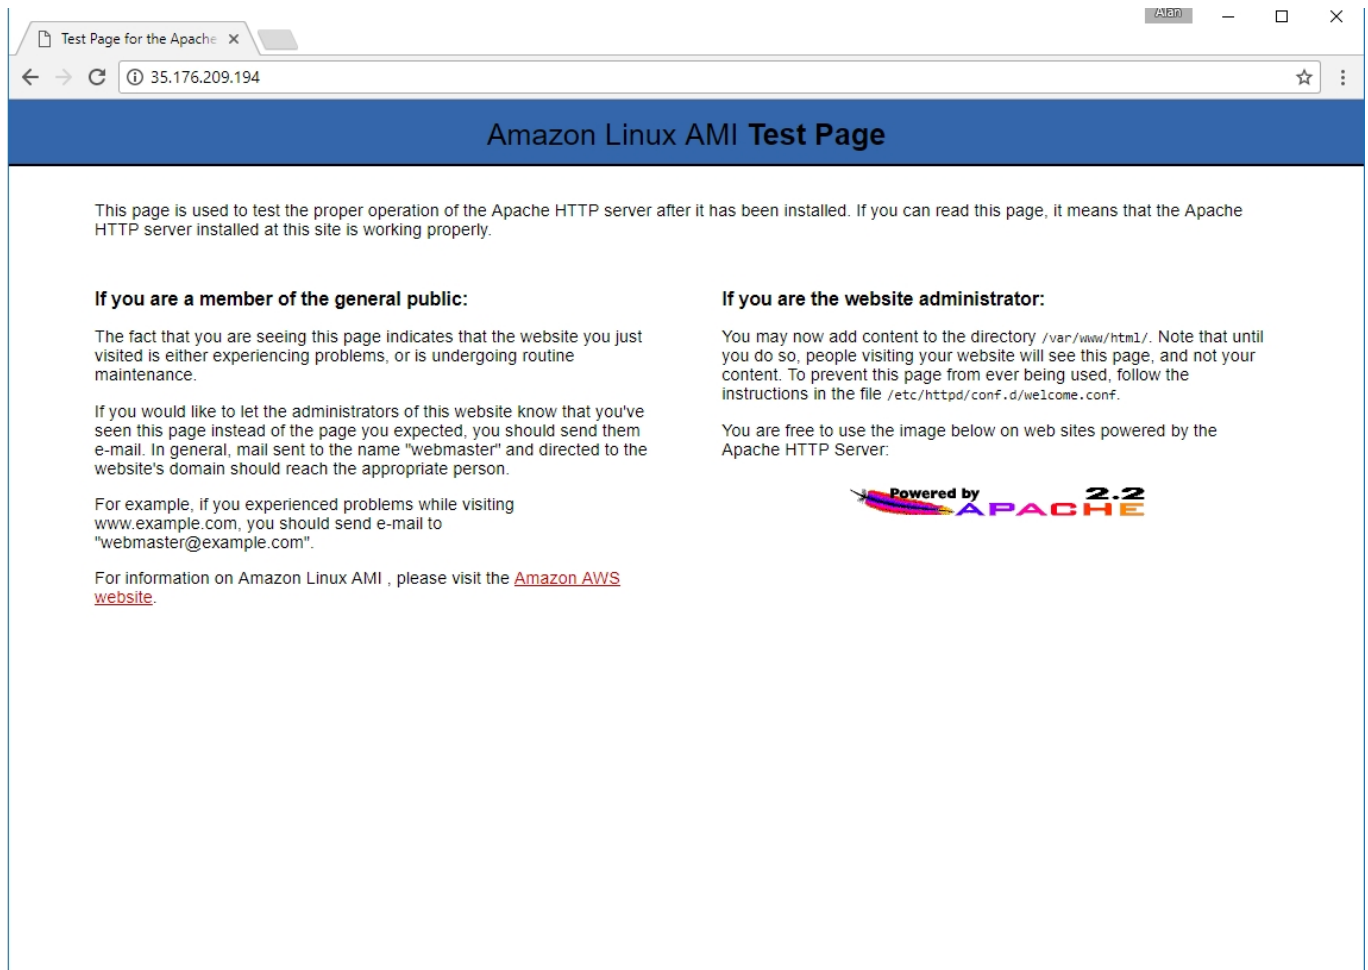 Alan
Test Page for the Apache
35.176.209.194
Amazon Linux AMI Test Page
This page is used to test the proper operation of the Apache HTTP server after it has been installed. If you can read this page, it means that the Apache
HTTP server installed at this site is working properly.
If you are a member of the general public:
The fact that you are seeing this page indicates that the website you just
visited is either experiencing problems, or is undergoing routine
maintenance.
If you would like to let the administrators of this website know that you've
seen this page instead of the page you expected, you should send them
e-mail. In general, mail sent to the name "webmaster" and directed to the
website's domain should reach the appropriate person.
For example, if you experienced problems while visiting
www.example.com, you should send e-mail to
"webmaster@example.com".
For information on Amazon Linux AMI , please visit the Amazon AWS
website.
If you are the website administrator:
You may now add content to the directory /var/www/html/. Note that until
you do so, people visiting your website will see this page, and not your
content. To prevent this page from ever being used, follow the
instructions in the file /etc/httpd/conf.d/welcome.conf.
You are free to use the image below on web sites powered by the
Apache HTTP Server:
Powered by 2.2
APACHE